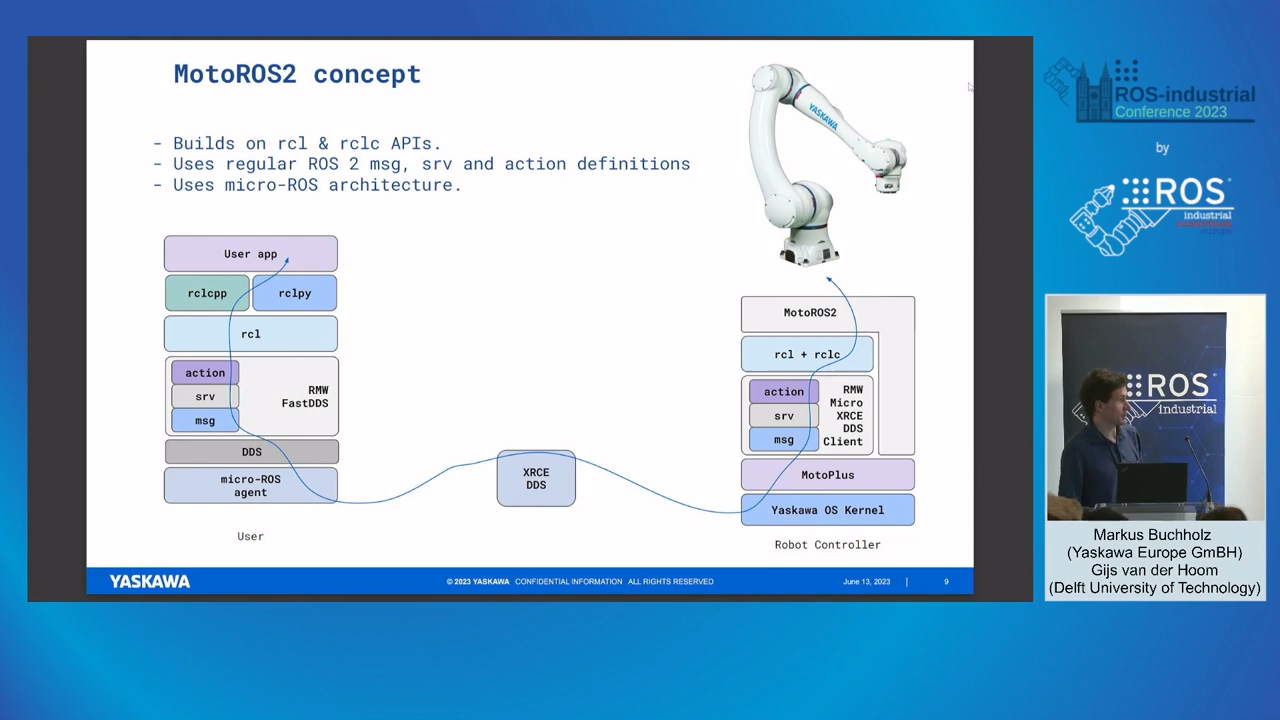 MotoROS2 concept
- Builds on rcl & rclc APIs.
- Uses regular ROS 2 msg, srv and action definitions
- Uses micro-ROS architecture.
YASKAWA
User app
rclcpp
rclpy
rcl
action
srv
msg
RMW
FastDDS
DDS
micro-ROS
agent
User
XRCE
DDS
MotoROS2
rcl + rclc
action
srv
msg
RMW
Micro
XRCE
DDS
Client
MotoPlus
Yaskawa OS Kernel
Robot Controller
YASKAWA
© 2023 YASKAWA CONFIDENTIAL INFORMATION ALL RIGHTS RESERVED
June 13, 2023 | 9
ROS-industrial
Conference 2023
by
ROS
industrial
europe
ROS
industrial
Markus Buchholz
(Yaskawa Europe GmBH)
Gijs van der Hoom
(Delft University of Technology)